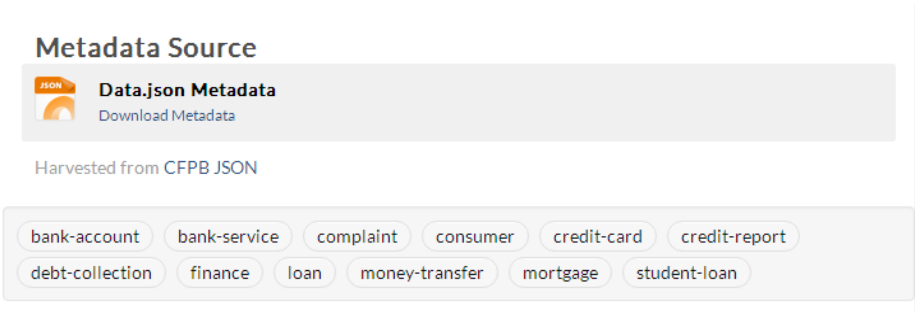 Metadata Source
JSON
Data.json Metadata
Download Metadata
Harvested from CFPB JSON
bank-account bank-service complaint consumer credit-card credit-report
debt-collection finance loan money-transfer mortgage student-loan